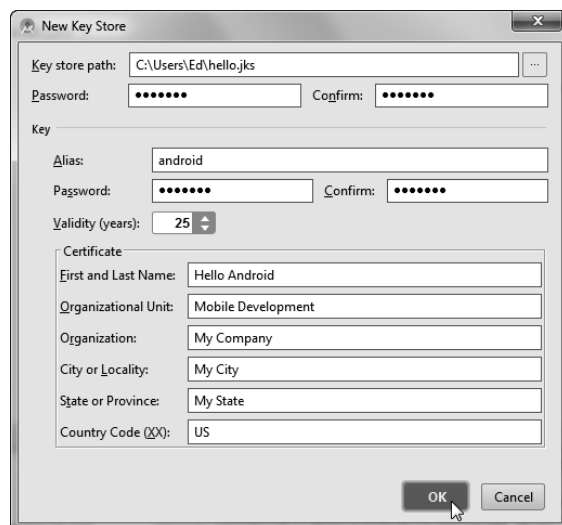 New Key Store
Key store path: C:\Users\Ed\hello.jks ...
Password: ••••••• Confirm: •••••••
Key
Alias: android
Password: ••••••• Confirm: •••••••
Validity (years): 25
Certificate
First and Last Name: Hello Android
Organizational Unit: Mobile Development
Organization: My Company
City or Locality: My City
State or Province: My State
Country Code (XX): US
OK Cancel